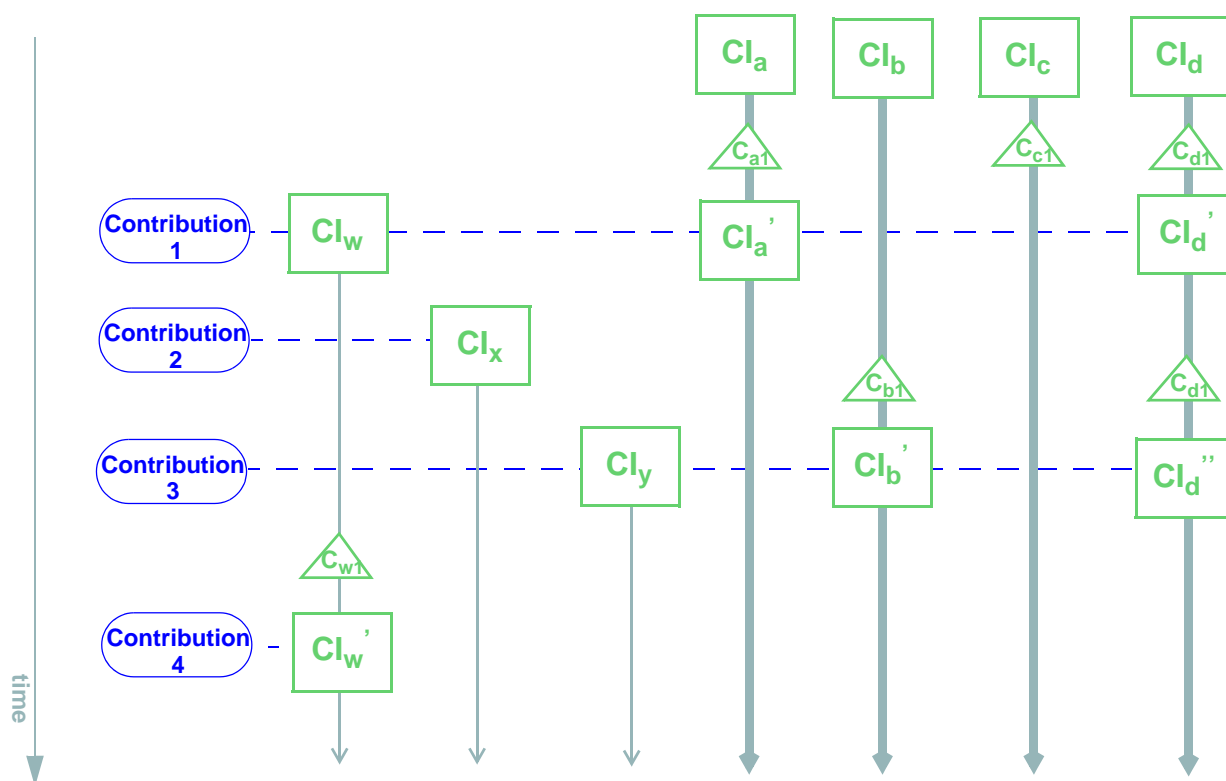 CIa CIb CIc CId
Ca1 Cc1 Cd1
Contribution
1
CIw CIa’ CId’
Contribution
2
CIx
Cb1 Cd1
Contribution
3
CIy CIb’ CId’’
Cw1
Contribution
4
CIw’
time